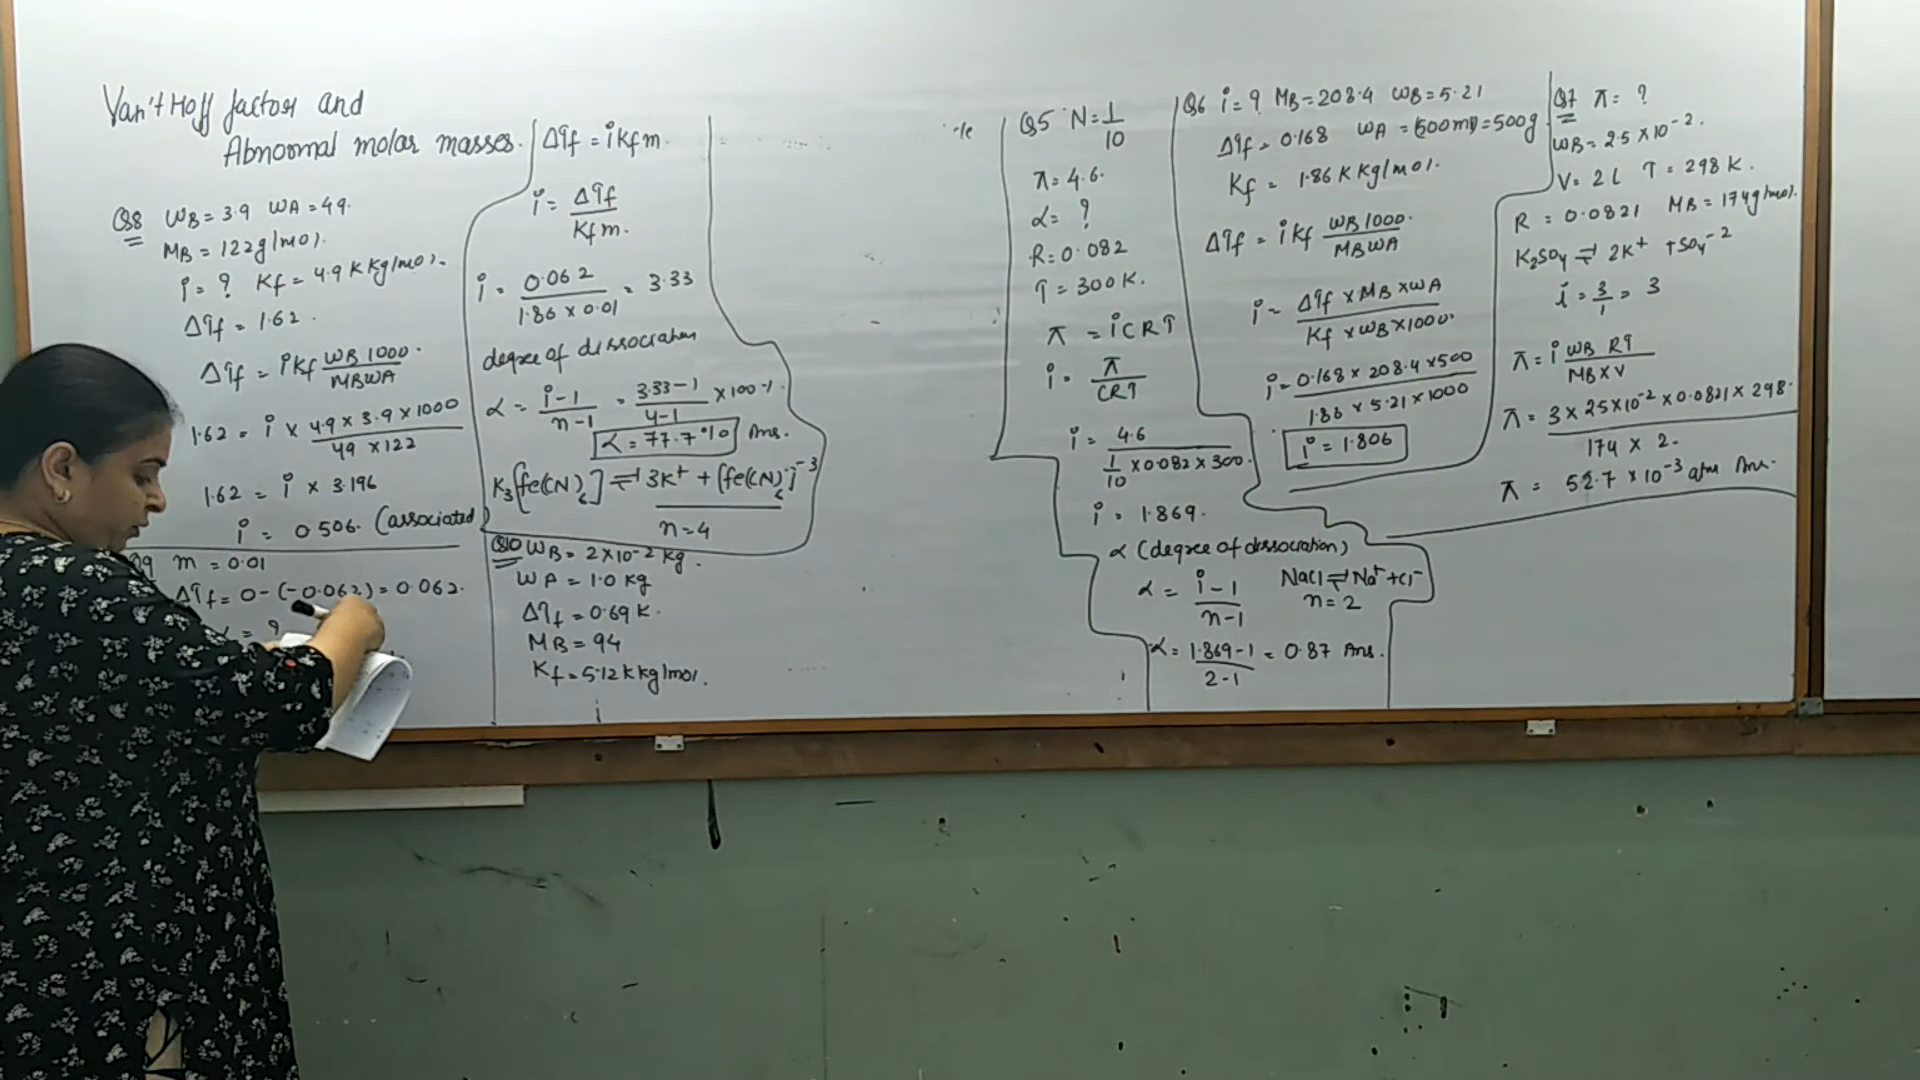 Van't Hoff factor and
Abnormal molar masses.
Q8 WB = 3.9 WA = 49.
MB = 122g/mol.
i = ? Kf = 4.9 K Kg/mol.
ΔTf = 1.62.
ΔTf = iKf WB 1000 / MBWA
1.62 = i × 4.9 × 3.9 × 1000 / 49 × 122
1.62 = i × 3.196
i = 0.506. (associated)
Q9 m = 0.01
ΔTf = 0-(-0.062) = 0.062.
= ?
ΔTf = iKfm.
i = ΔTf / Kfm.
i = 0.062 / 1.86 × 0.01 = 3.33
degree of dissociation
α = i-1 / n-1 = 3.33-1 / 4-1 × 100%.
α = 77.7% Ans.
K3[fe(CN)6] ⇌ 3K+ + [fe(CN)6]-3
n = 4
Q10 WB = 2×10-2 kg.
WA = 1.0 kg
ΔTf = 0.69 K.
MB = 94
Kf = 5.12 K kg/mol.
-le
Q5 N = 1/10
π = 4.6.
α = ?
R = 0.082
T = 300 K.
π = iCRT
i = π / CRT
i = 4.6 / 1/10 × 0.082 × 300.
i = 1.869.
α (degree of dissociation)
α = i-1 / n-1 NaCl ⇌ Na+ + Cl-
n = 2
α = 1.869-1 / 2-1 = 0.87 Ans.
Q6 i = ? MB = 208.4 WB = 5.21
ΔTf = 0.168 WA = (500ml) = 500g.
Kf = 1.86 K Kg/mol.
ΔTf = iKf WB 1000. / MBWA
i = ΔTf × MB × WA / Kf × WB × 1000.
i = 0.168 × 208.4 × 500 / 1.86 × 5.21 × 1000
i = 1.806
Q7 π = ?
WB = 2.5 × 10-2.
V = 2 L T = 298 K.
R = 0.0821 MB = 174g/mol.
K2SO4 ⇌ 2K+ + SO4-2
i = 3/1 = 3
π = i WB RT / MB × V
π = 3 × 25×10-2 × 0.0821 × 298. / 174 × 2.
π = 52.7 × 10-3 atm Ans.